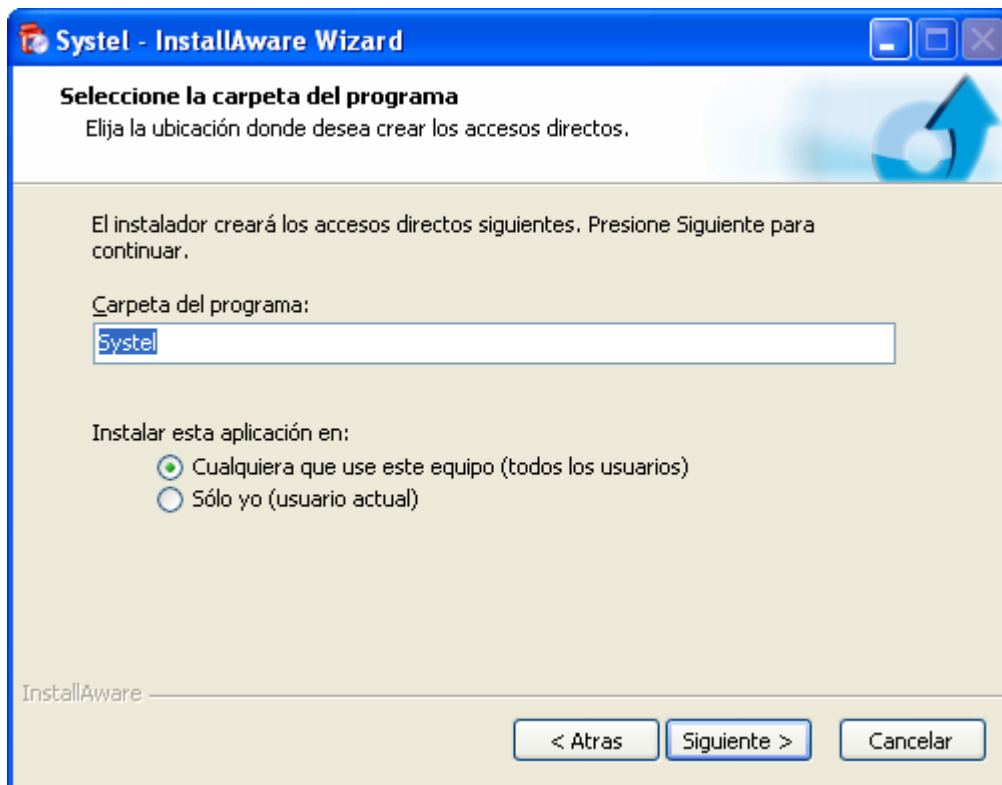 Systel - InstallAware Wizard
Seleccione la carpeta del programa
Elija la ubicación donde desea crear los accesos directos.
El instalador creará los accesos directos siguientes. Presione Siguiente para
continuar.
Carpeta del programa:
Systel
Instalar esta aplicación en:
Cualquiera que use este equipo (todos los usuarios)
Sólo yo (usuario actual)
InstallAware
< Atras
Siguiente >
Cancelar